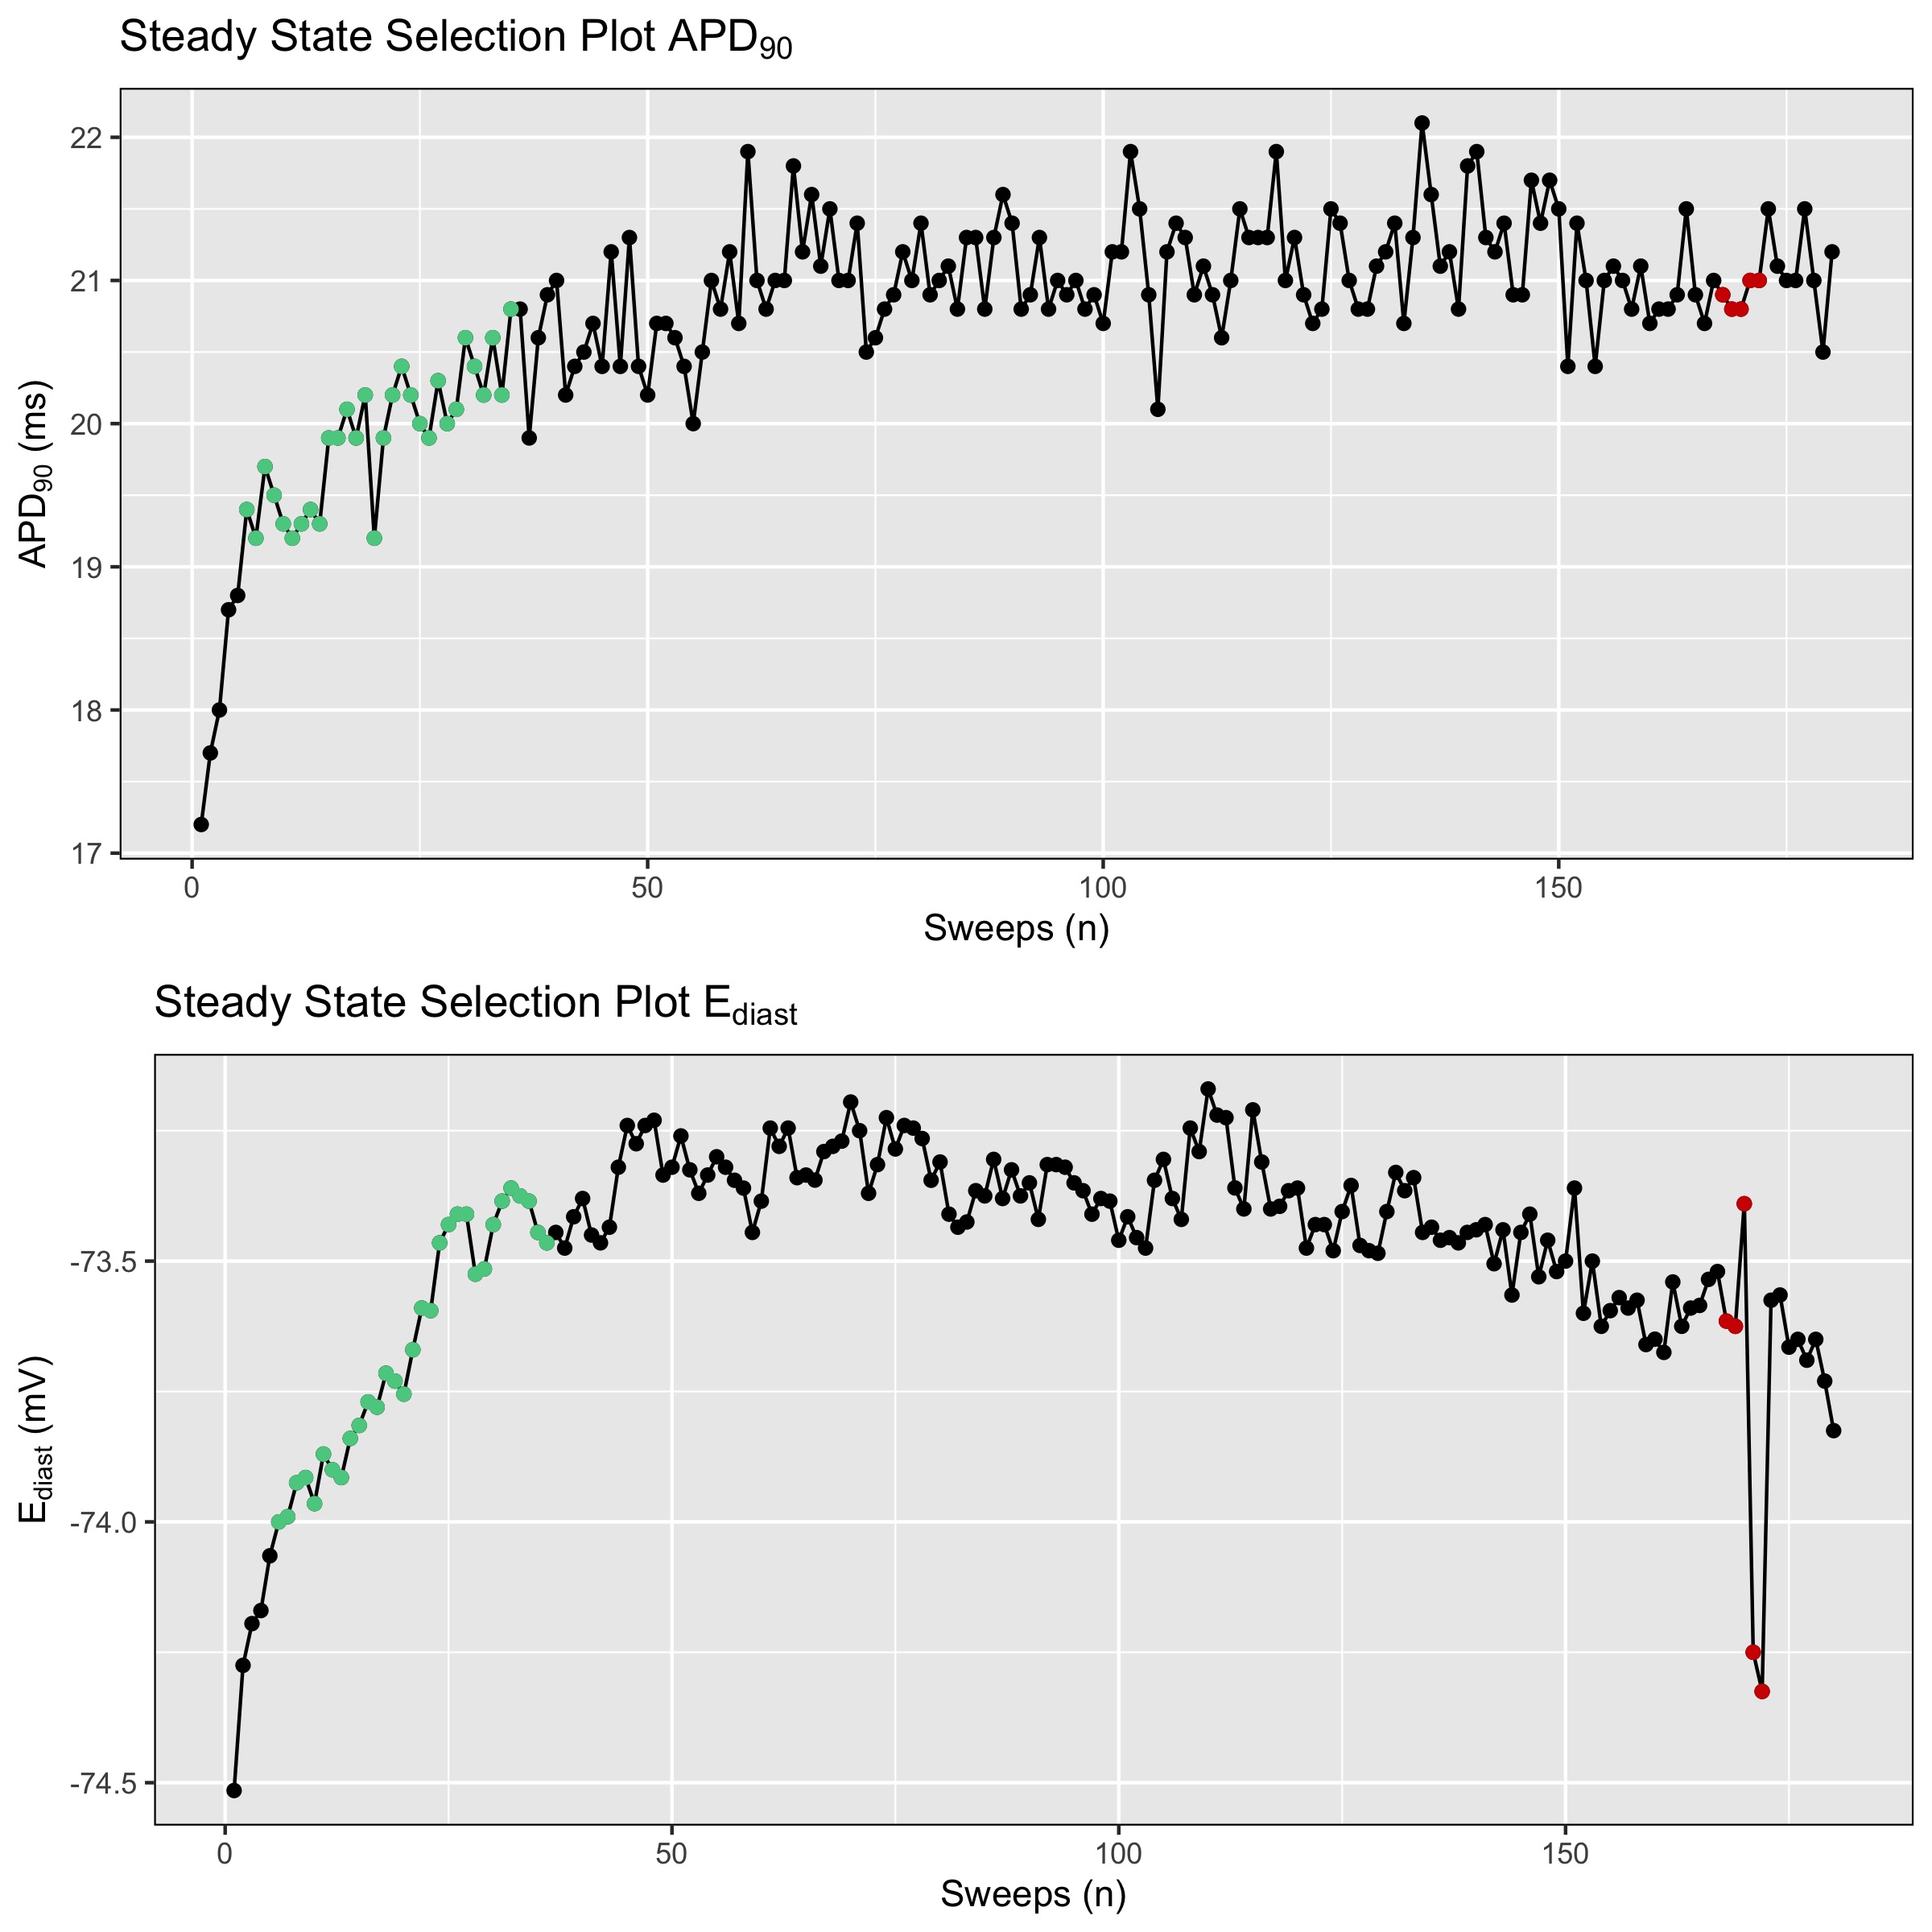 Steady State Selection Plot APD90
22
21
20
19
18
17
APD90 (ms)
0 50 100 150
Sweeps (n)
Steady State Selection Plot Ediast
-73.5
-74.0
-74.5
Ediast (mV)
0 50 100 150
Sweeps (n)